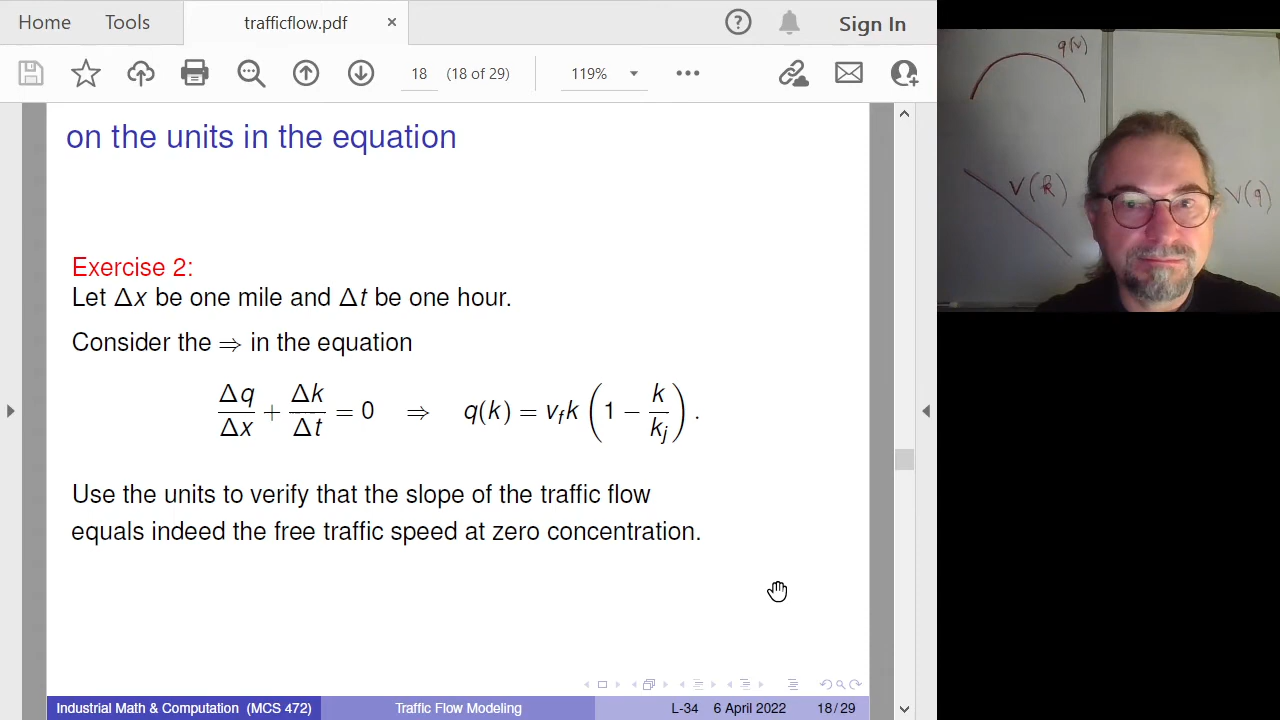 Home Tools trafficflow.pdf × Sign In
18 (18 of 29) 119%
on the units in the equation
Exercise 2:
Let Δx be one mile and Δt be one hour.
Consider the ⇒ in the equation
Δq/Δx + Δk/Δt = 0 ⇒ q(k) = v_f k (1 − k/k_j).
Use the units to verify that the slope of the traffic flow
equals indeed the free traffic speed at zero concentration.
Industrial Math & Computation (MCS 472) Traffic Flow Modeling L-34 6 April 2022 18 / 29
q(v)
v(k)
v(q)